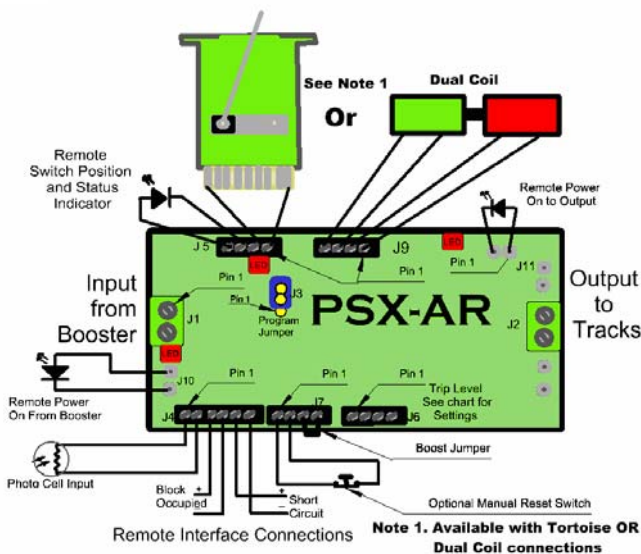 See Note 1
Or
Dual Coil
Remote
Switch Position
and Status
Indicator
Remote Power
On to Output
J5
J9
LED
LED
J11
Pin 1
Pin 1
Pin 1
Input
from
Booster
Pin 1
J1
Pin 1
J3
Program
Jumper
PSX-AR
J2
Output
to
Tracks
LED
J10
Remote Power
On From Booster
Pin 1
Pin 1
Pin 1
Trip Level
See chart for
Settings
J4
J7
J6
Boost Jumper
Photo Cell Input
Block +
Occupied _
+ Short
_ Circuit
Optional Manual Reset Switch
Remote Interface Connections
Note 1. Available with Tortoise OR
Dual Coil connections